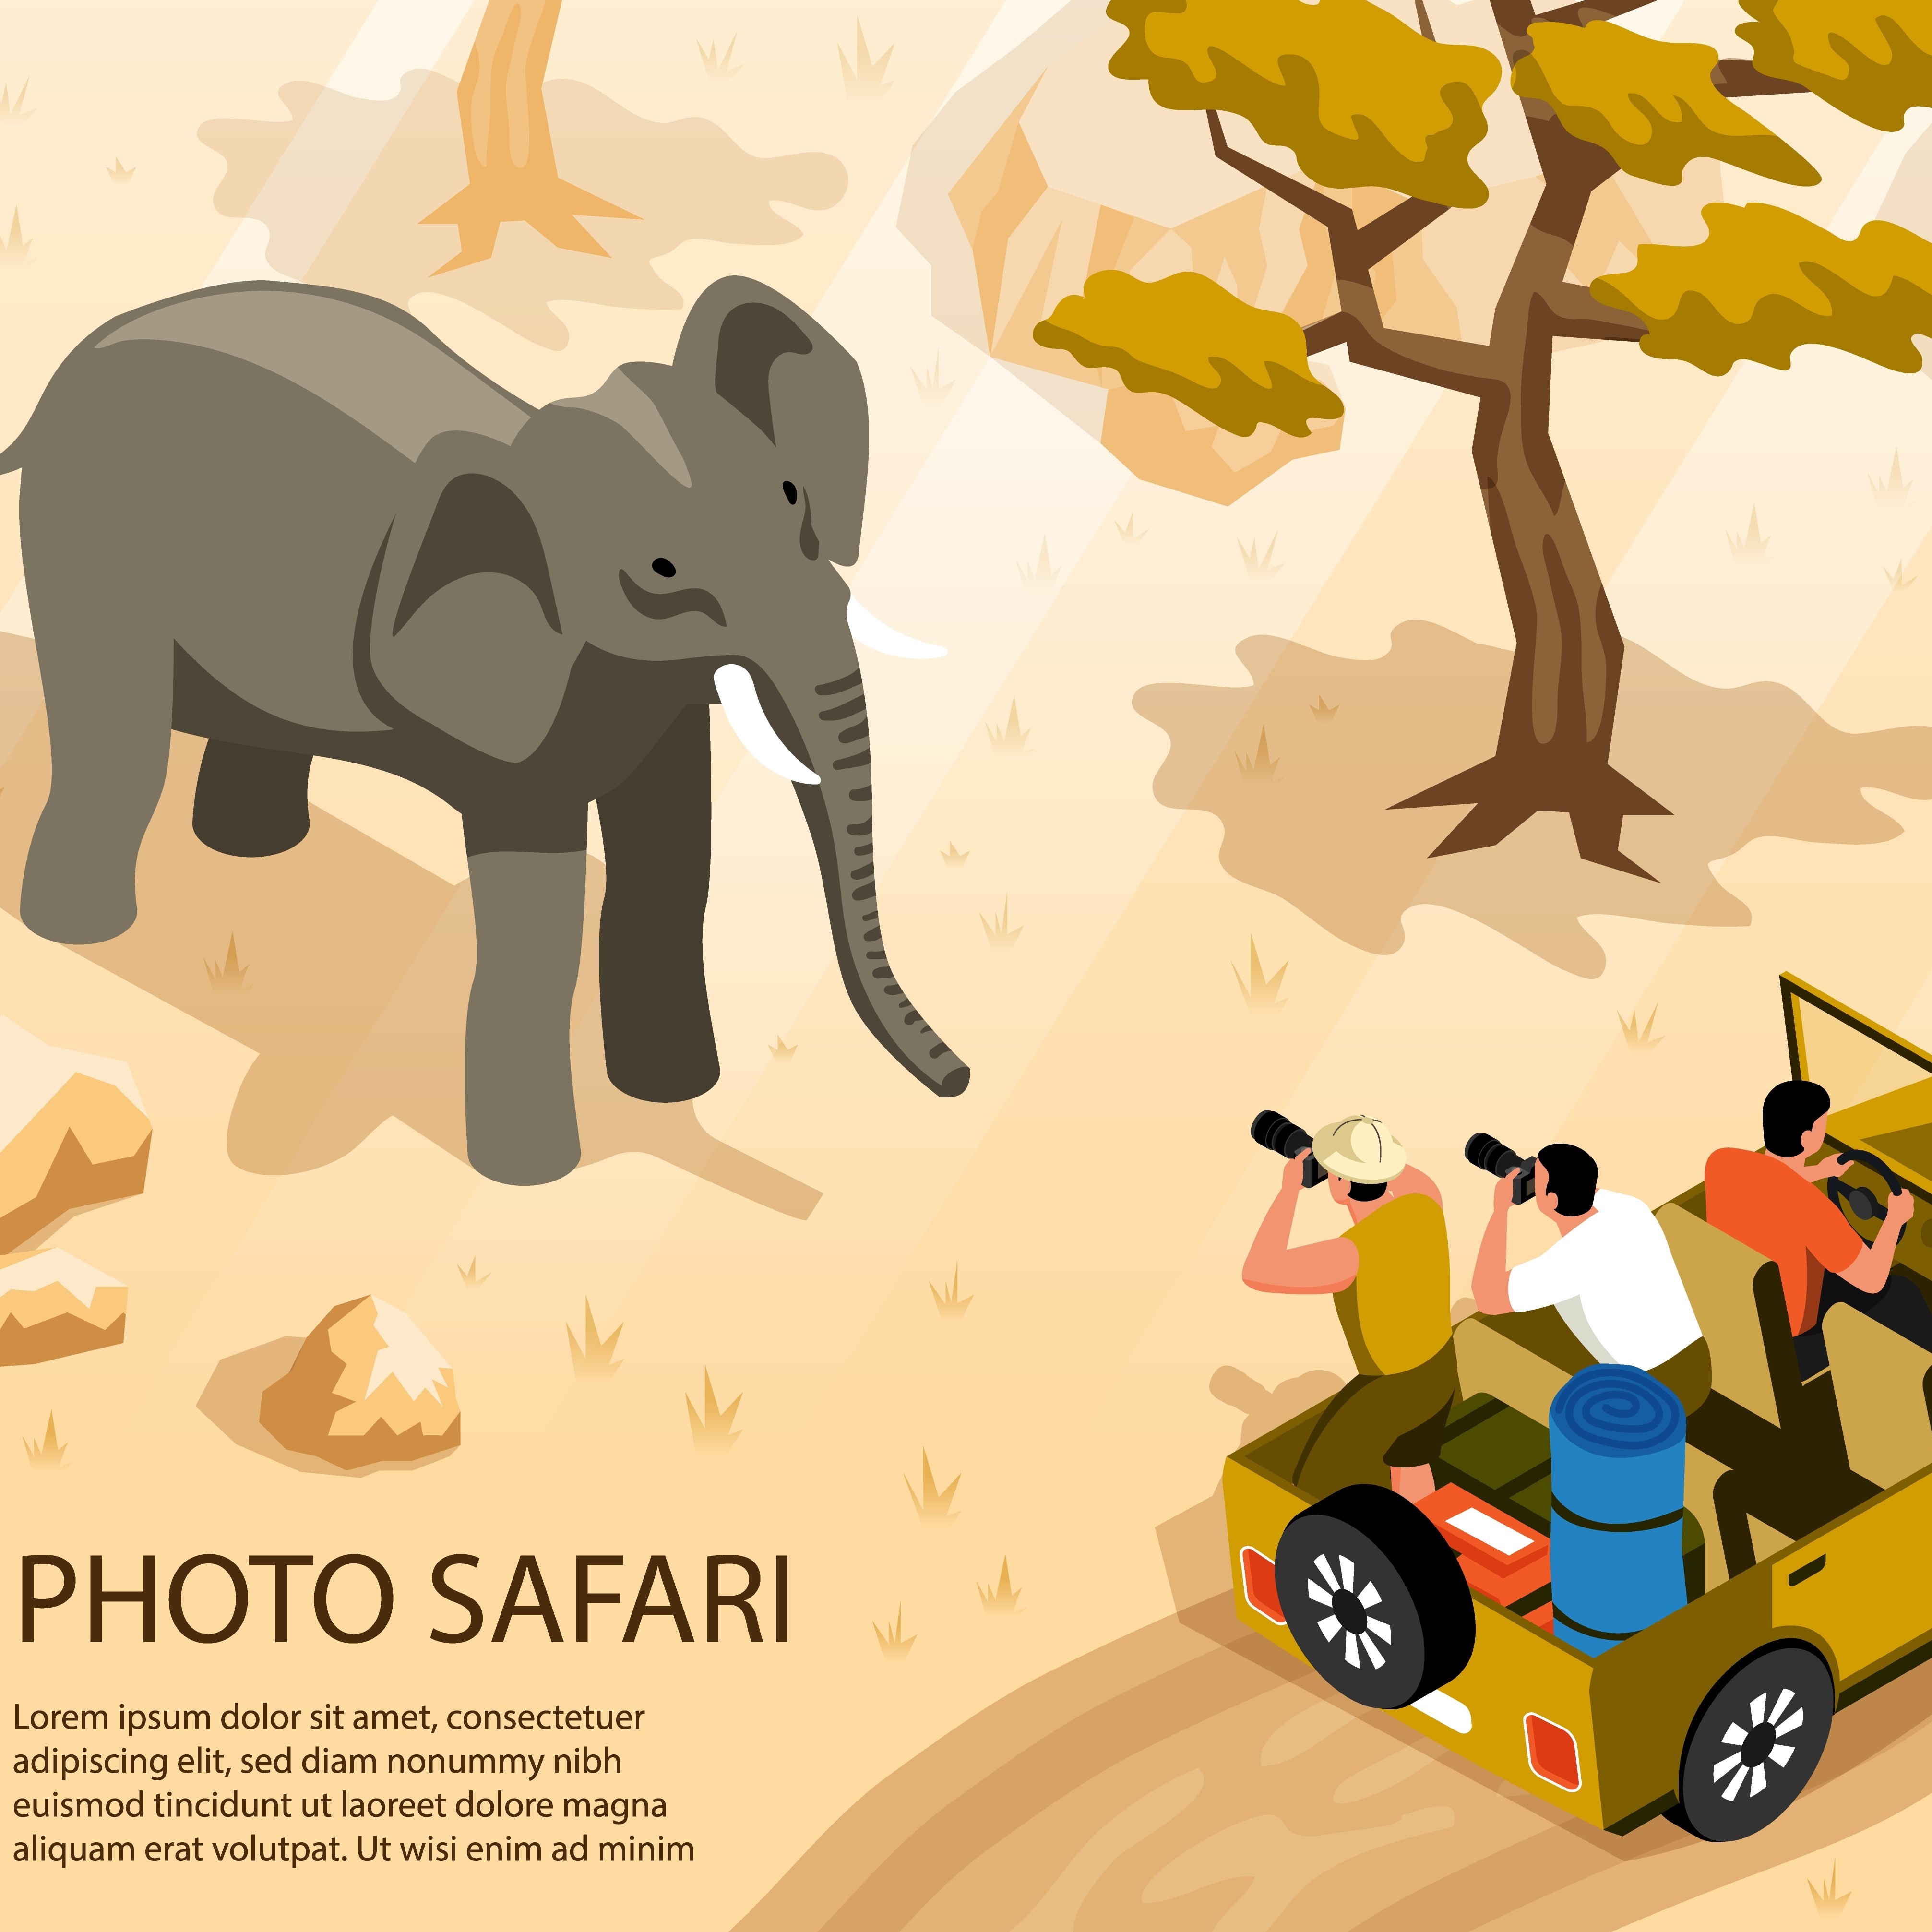 PHOTO SAFARI
Lorem ipsum dolor sit amet, consectetuer
adipiscing elit, sed diam nonummy nibh
euismod tincidunt ut laoreet dolore magna
aliquam erat volutpat. Ut wisi enim ad minim